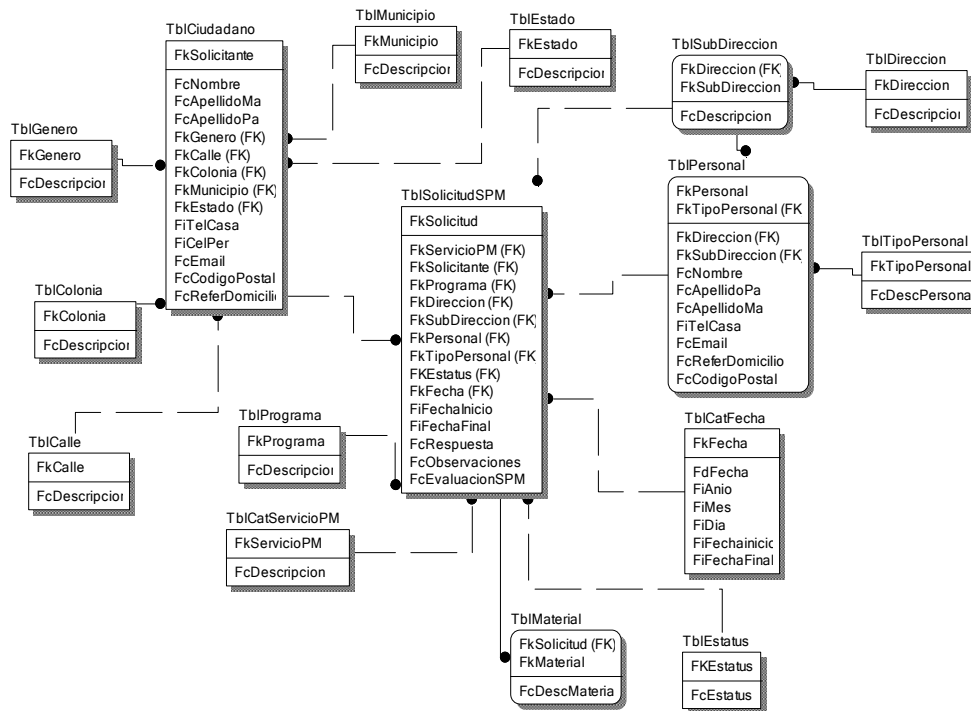 TblCiudadano
FkSolicitante
FcNombre
FcApellidoMa
FcApellidoPa
FkGenero (FK)
FkCalle (FK)
FkColonia (FK)
FkMunicipio (FK)
FkEstado (FK)
FiTelCasa
FiCelPer
FcEmail
FcCodigoPostal
FcReferDomicilio
TblMunicipio
FkMunicipio
FcDescripcion
TblEstado
FkEstado
FcDescripcion
TblSubDireccion
FkDireccion (FK)
FkSubDireccion
FcDescripcion
TblDireccion
FkDireccion
FcDescripcion
TblGenero
FkGenero
FcDescripcion
TblSolicitudSPM
FkSolicitud
FkServicioPM (FK)
FkSolicitante (FK)
FkPrograma (FK)
FkDireccion (FK)
FkSubDireccion (FK)
FkPersonal (FK)
FkTipoPersonal (FK
FKEstatus (FK)
FkFecha (FK)
FiFechaInicio
FiFechaFinal
FcRespuesta
FcObservaciones
FcEvaluacionSPM
TblPersonal
FkPersonal
FkTipoPersonal (FK
FkDireccion (FK)
FkSubDireccion (FK)
FcNombre
FcApellidoPa
FcApellidoMa
FiTelCasa
FcEmail
FcReferDomicilio
FcCodigoPostal
TblTipoPersonal
FkTipoPersonal
FcDescPersonal
TblColonia
FkColonia
FcDescripcion
TblCalle
FkCalle
FcDescripcion
TblPrograma
FkPrograma
FcDescripcion
TblCatFecha
FkFecha
FdFecha
FiAnio
FiMes
FiDia
FiFechainicio
FiFechaFinal
TblCatServicioPM
FkServicioPM
FcDescripcion
TblMaterial
FkSolicitud (FK)
FkMaterial
FcDescMateria
TblEstatus
FKEstatus
FcEstatus